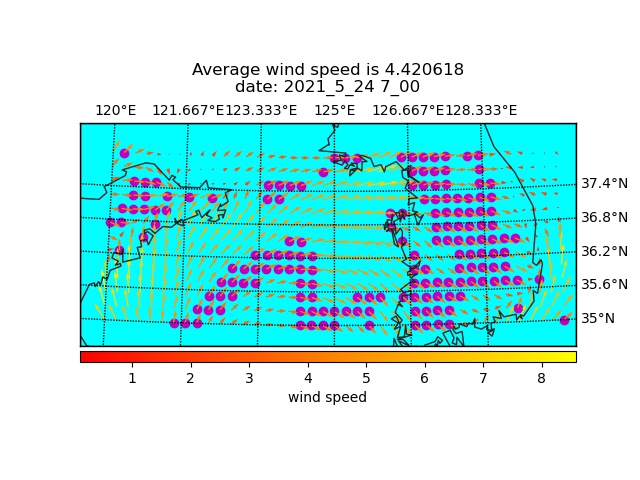 Average wind speed is 4.420618
date: 2021_5_24 7_00
120°E 121.667°E 123.333°E 125°E 126.667°E 128.333°E
37.4°N
36.8°N
36.2°N
35.6°N
35°N
1 2 3 4 5 6 7 8
wind speed